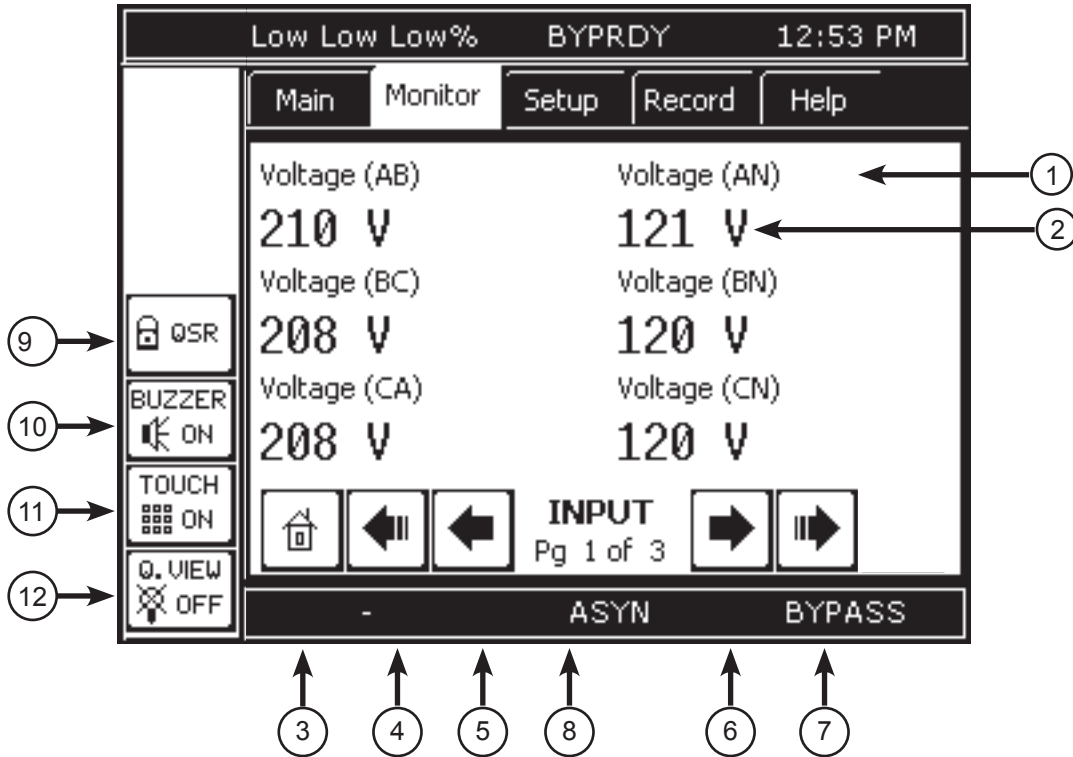 Low Low Low% BYPRDY 12:53 PM
Main Monitor Setup Record Help
Voltage (AB) Voltage (AN) 1
210 V 121 V 2
Voltage (BC) Voltage (BN)
9 QSR 208 V 120 V
Voltage (CA) Voltage (CN)
10 BUZZER ON 208 V 120 V
11 TOUCH ON INPUT
Pg 1 of 3
12 Q.VIEW OFF
- ASYN BYPASS
3 4 5 8 6 7